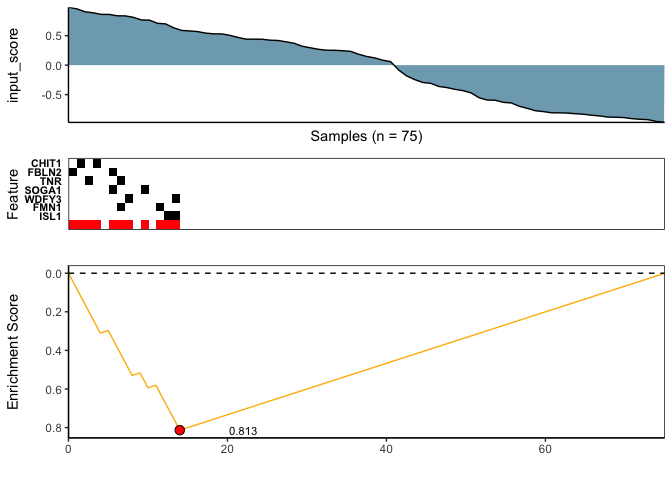 input_score
0.5
0.0
-0.5
Samples (n = 75)
Feature
CHIT1
FBLN2
TNR
SOGA1
WDFY3
FMN1
ISL1
Enrichment Score
0.0
0.2
0.4
0.6
0.8
0.813
0 20 40 60